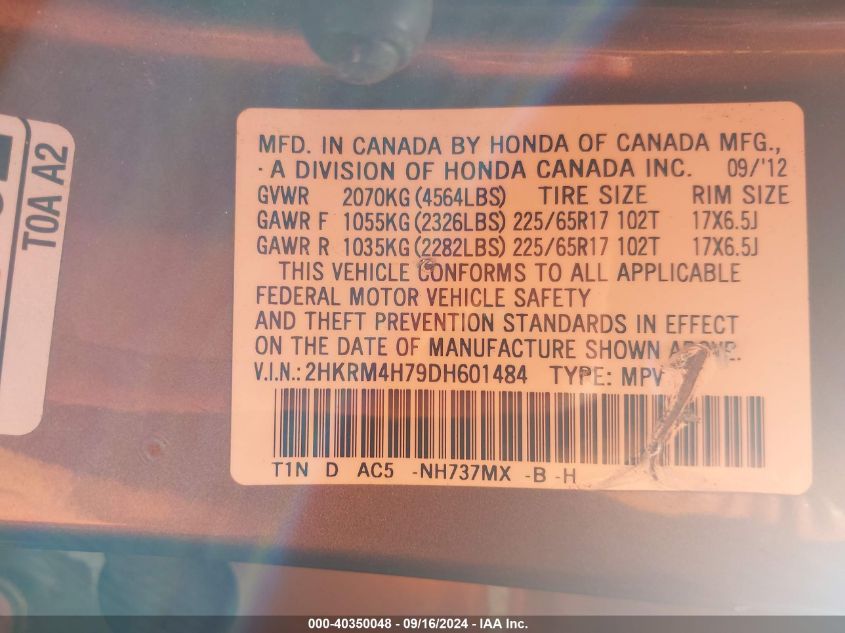 TOA A2
MFD. IN CANADA BY HONDA OF CANADA MFG.,
A DIVISION OF HONDA CANADA INC. 09/'12
GVWR 2070KG (4564LBS) TIRE SIZE RIM SIZE
GAWR F 1055KG (2326LBS) 225/65R17 102T 17X6.5J
GAWR R 1035KG (2282LBS) 225/65R17 102T 17X6.5J
THIS VEHICLE CONFORMS TO ALL APPLICABLE
FEDERAL MOTOR VEHICLE SAFETY
AND THEFT PREVENTION STANDARDS IN EFFECT
ON THE DATE OF MANUFACTURE SHOWN ABOVE.
V.I.N.: 2HKRM4H79DH601484 TYPE: MPV
T1N D AC5 -NH737MX -B -H
000-40350048 - 09/16/2024 - IAA Inc.